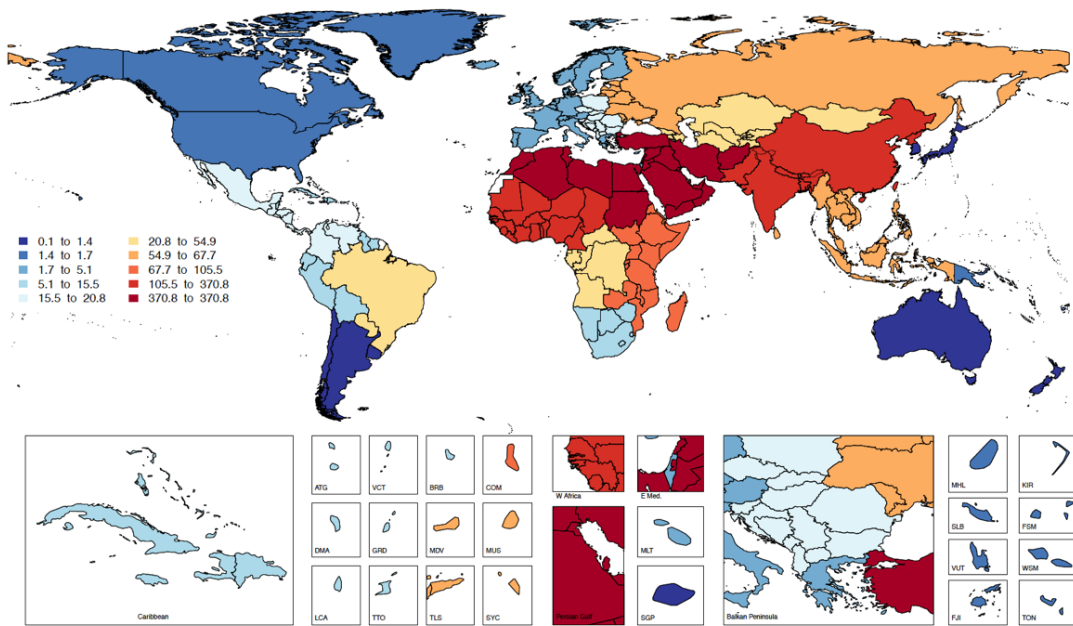 0.1 to 1.4
1.4 to 1.7
1.7 to 5.1
5.1 to 15.5
15.5 to 20.8
20.8 to 54.9
54.9 to 67.7
67.7 to 105.5
105.5 to 370.8
370.8 to 370.8
Caribbean
ATG
VCT
BRB
COM
DMA
GRD
MDV
MUS
LCA
TTO
TLS
SYC
W Africa
E Med.
Persian Gulf
MLT
SGP
Balkan Peninsula
MHL
KIR
SLB
FSM
VUT
WSM
FJI
TON